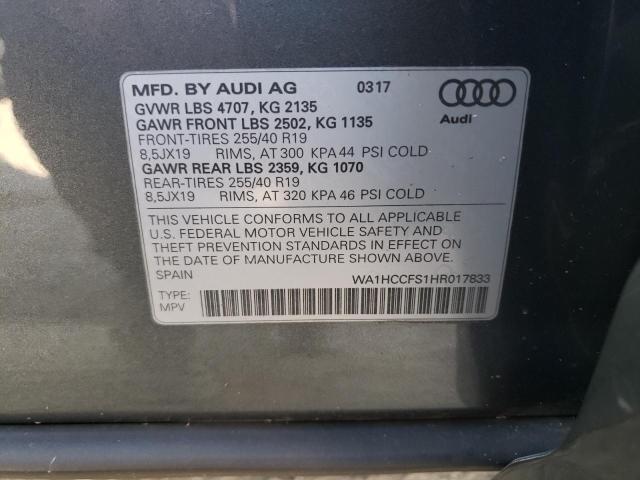 MFD. BY AUDI AG 0317
GVWR LBS 4707, KG 2135
GAWR FRONT LBS 2502, KG 1135
FRONT-TIRES 255/40 R19
8,5JX19 RIMS, AT 300 KPA 44 PSI COLD
GAWR REAR LBS 2359, KG 1070
REAR-TIRES 255/40 R19
8,5JX19 RIMS, AT 320 KPA 46 PSI COLD
Audi
THIS VEHICLE CONFORMS TO ALL APPLICABLE
U.S. FEDERAL MOTOR VEHICLE SAFETY AND
THEFT PREVENTION STANDARDS IN EFFECT ON
THE DATE OF MANUFACTURE SHOWN ABOVE.
SPAIN WA1HCCFS1HR017833
TYPE:
MPV